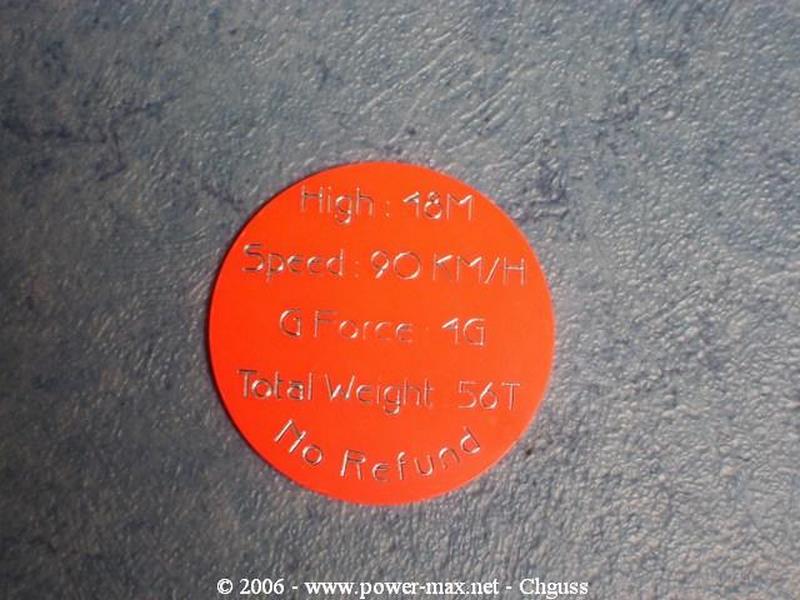 High : 48M
Speed : 90 KM/H
G Force : 4G
Total Weight 56T
No Refund
© 2006 - www.power-max.net - Chguss